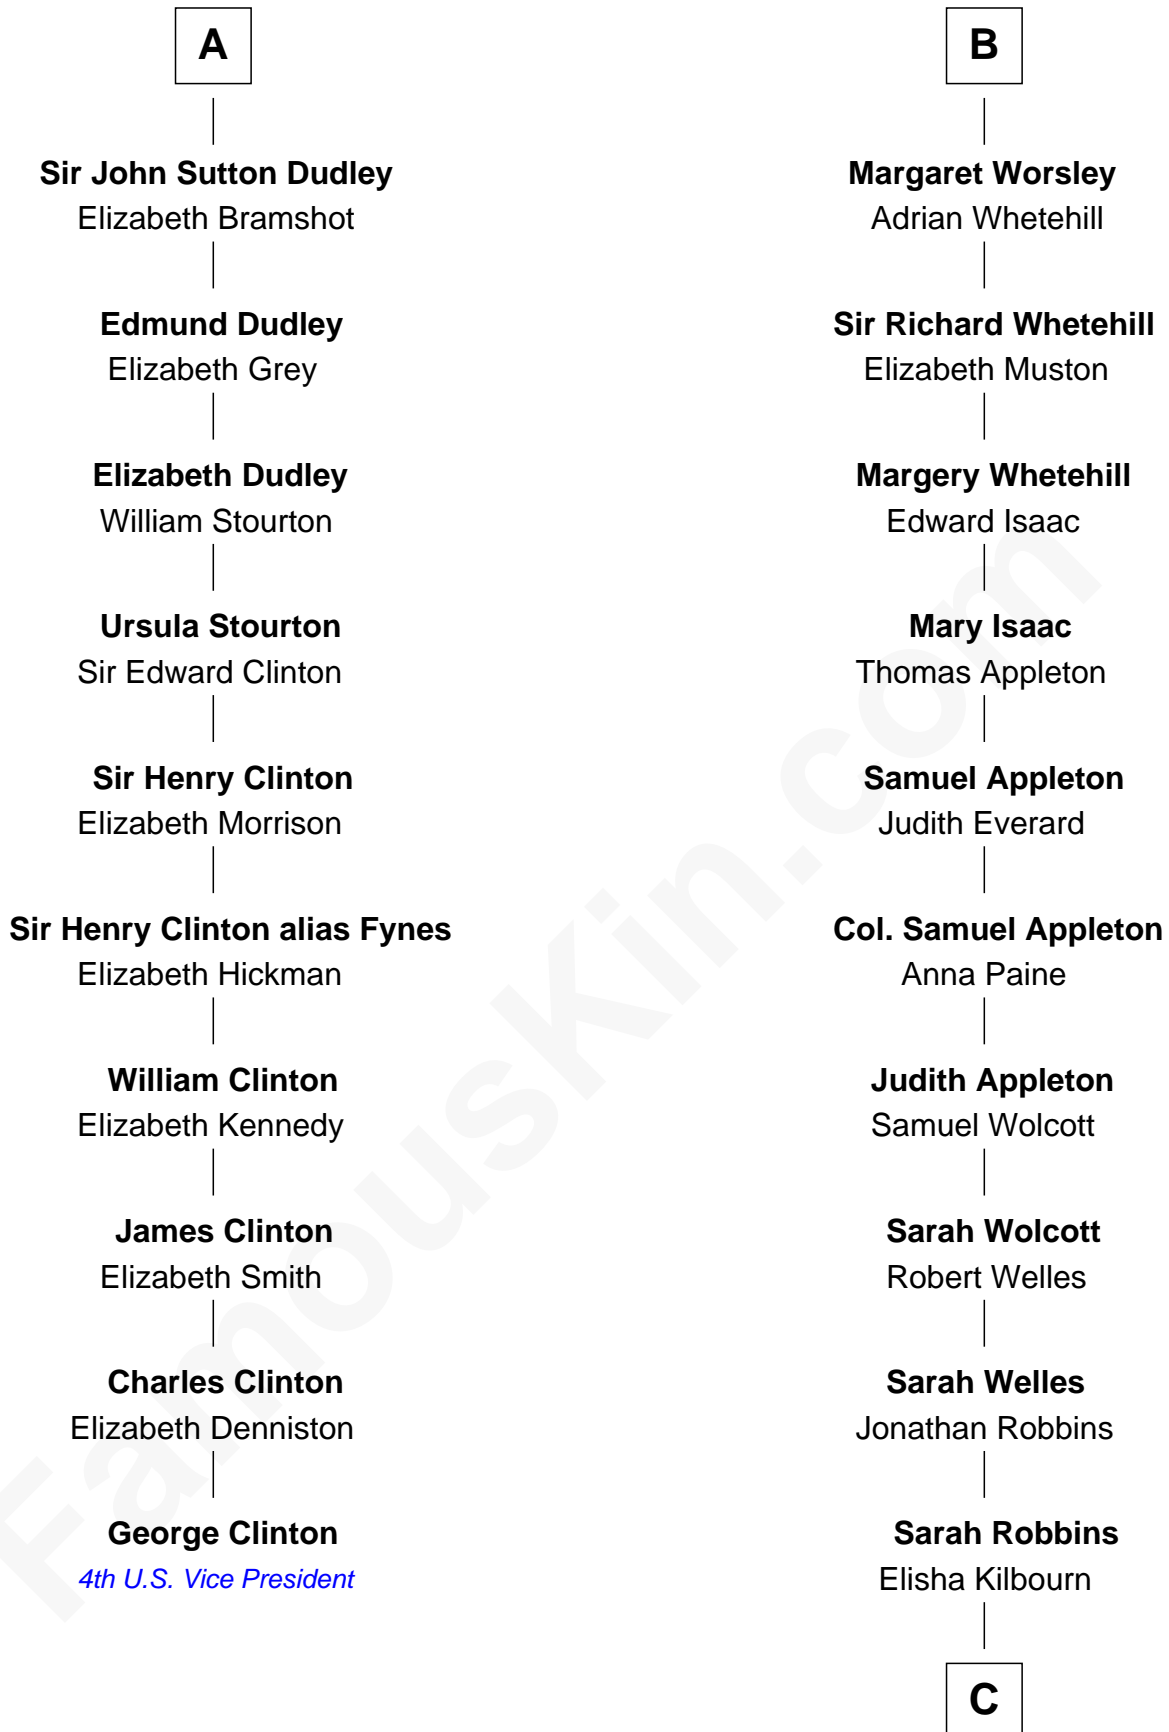 A
Sir John Sutton Dudley
Elizabeth Bramshot
Edmund Dudley
Elizabeth Grey
Elizabeth Dudley
William Stourton
Ursula Stourton
Sir Edward Clinton
Sir Henry Clinton
Elizabeth Morrison
Sir Henry Clinton alias Fynes
Elizabeth Hickman
William Clinton
Elizabeth Kennedy
James Clinton
Elizabeth Smith
Charles Clinton
Elizabeth Denniston
George Clinton
4th U.S. Vice President
B
Margaret Worsley
Adrian Whetehill
Sir Richard Whetehill
Elizabeth Muston
Margery Whetehill
Edward Isaac
Mary Isaac
Thomas Appleton
Samuel Appleton
Judith Everard
Col. Samuel Appleton
Anna Paine
Judith Appleton
Samuel Wolcott
Sarah Wolcott
Robert Welles
Sarah Welles
Jonathan Robbins
Sarah Robbins
Elisha Kilbourn
C
FamousKin.com